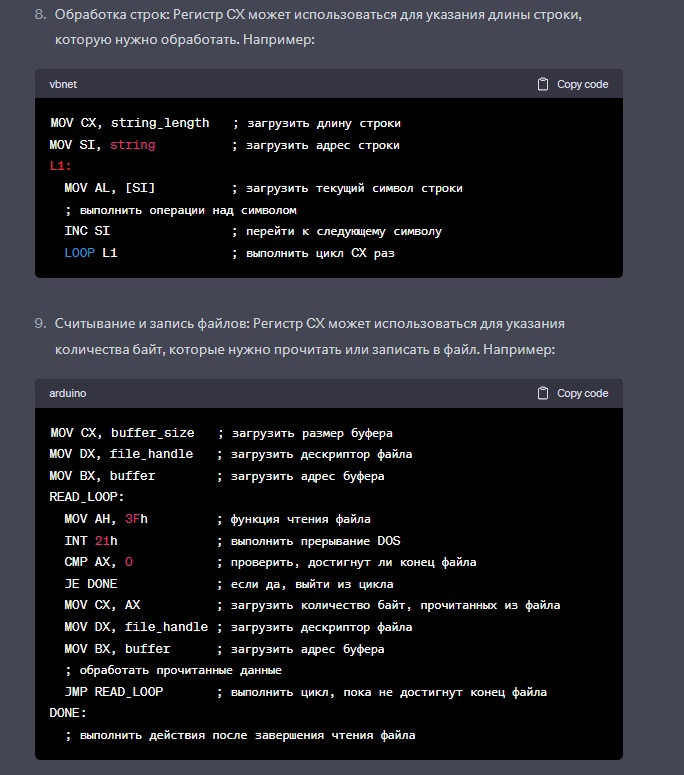 8. Обработка строк: Регистр CX может использоваться для указания длины строки,
которую нужно обработать. Например:
vbnet Copy code
MOV CX, string_length ; загрузить длину строки
MOV SI, string ; загрузить адрес строки
L1:
MOV AL, [SI] ; загрузить текущий символ строки
; выполнить операции над символом
INC SI ; перейти к следующему символу
LOOP L1 ; выполнить цикл CX раз
9. Считывание и запись файлов: Регистр CX может использоваться для указания
количества байт, которые нужно прочитать или записать в файл. Например:
arduino Copy code
MOV CX, buffer_size ; загрузить размер буфера
MOV DX, file_handle ; загрузить дескриптор файла
MOV BX, buffer ; загрузить адрес буфера
READ_LOOP:
MOV AH, 3Fh ; функция чтения файла
INT 21h ; выполнить прерывание DOS
CMP AX, 0 ; проверить, достигнут ли конец файла
JE DONE ; если да, выйти из цикла
MOV CX, AX ; загрузить количество байт, прочитанных из файла
MOV DX, file_handle ; загрузить дескриптор файла
MOV BX, buffer ; загрузить адрес буфера
; обработать прочитанные данные
JMP READ_LOOP ; выполнить цикл, пока не достигнут конец файла
DONE:
; выполнить действия после завершения чтения файла